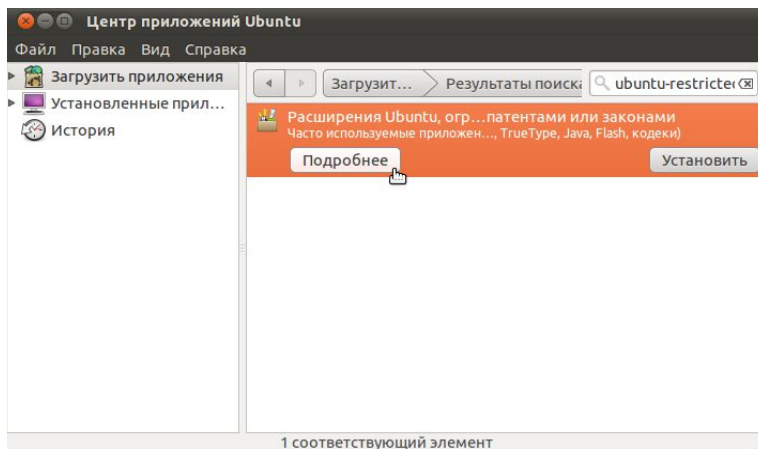 Центр приложений Ubuntu
Файл Правка Вид Справка
Загрузить приложения
Установленные прил...
История
Загрузит...
Результаты поиска
ubuntu-restricted
Расширения Ubuntu, огр...патентами или законами
Часто используемые приложен..., TrueType, Java, Flash, кодеки)
Подробнее
Установить
1 соответствующий элемент